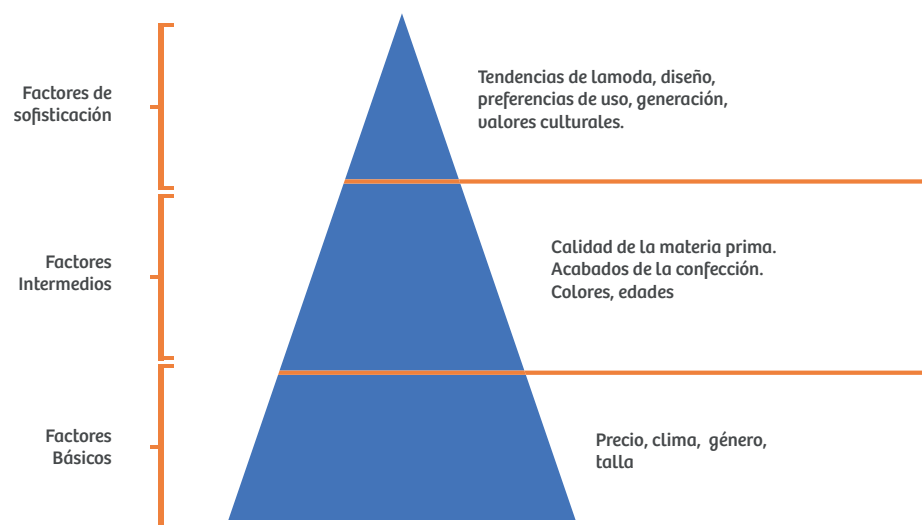 Factores de
sofisticación
Tendencias de lamoda, diseño,
preferencias de uso, generación,
valores culturales.
Factores
Intermedios
Calidad de la materia prima.
Acabados de la confección.
Colores, edades
Factores
Básicos
Precio, clima, género,
talla